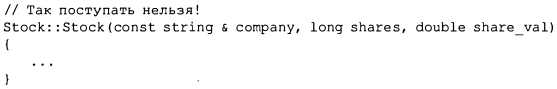 // Так поступать нельзя!
Stock::Stock(const string & company, long shares, double share_val)
{
...
}